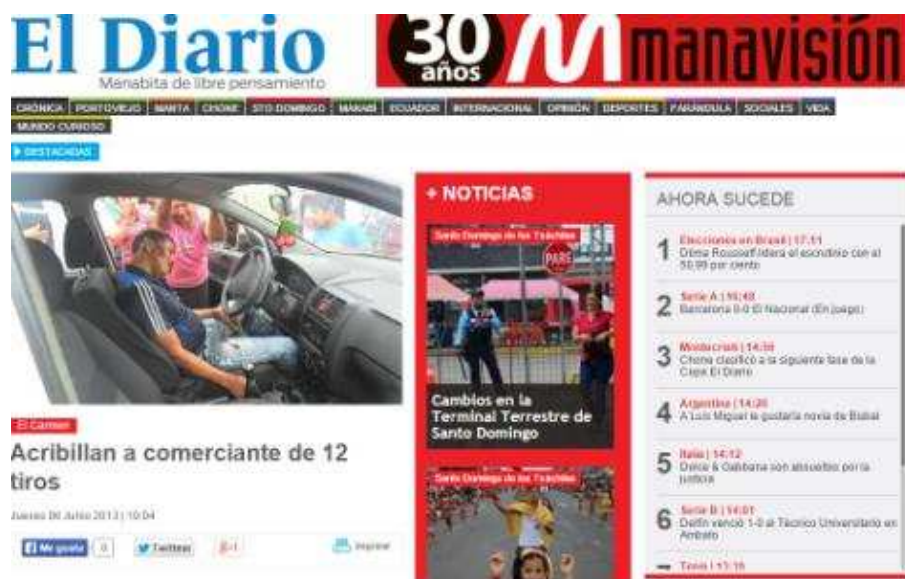 El Diario
Manabita de libre pensamiento
30
años
manavisión
CRÓNICA PORTOVIEJO MANTA CHONE STO DOMINGO MANABÍ ECUADOR INTERNACIONAL OPINIÓN DEPORTES FARÁNDULA SOCIALES VIDA
MUNDO CURIOSO
DESTACADAS
El Carmen
Acribillan a comerciante de 12
tiros
Jueves 06 Junio 2013 | 10:04
Me gusta 0 Twittear g+1 Imprimir
+ NOTICIAS
Santo Domingo de los Tsáchilas
PARE
Cambios en la
Terminal Terrestre de
Santo Domingo
Santo Domingo de los Tsáchilas
AHORA SUCEDE
1 Elecciones en Brasil | 17:11
Dilma Rousseff lidera el escrutinio con el
50,99 por ciento
2 Serie A | 16:48
Barcelona 0-0 El Nacional (En juego)
3 Montecristi | 14:38
Chone clasificó a la siguiente fase de la
Copa El Diario
4 Argentina | 14:26
A Luis Miguel le gustaría novia de Bisbal
5 Italia | 14:12
Dolce & Gabbana son absueltos por la
justicia
6 Serie B | 14:01
Delfín venció 1-0 al Técnico Universitario en
Ambato